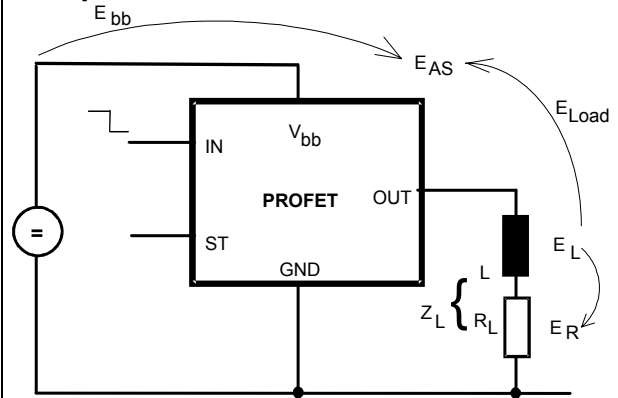 E bb
E AS
E Load
V bb
IN
PROFET
OUT
=
ST
GND
L
E L
Z L {
R L
E R